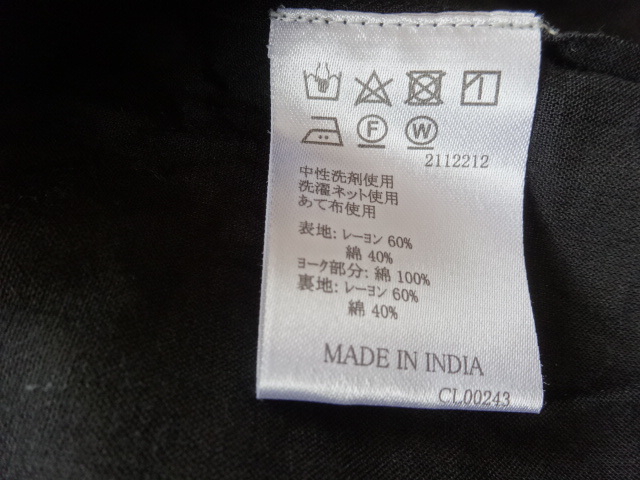 F W
2112212
中性洗剤使用
洗濯ネット使用
あて布使用
表地: レーヨン 60%
綿 40%
ヨーク部分: 綿 100%
裏地: レーヨン 60%
綿 40%
MADE IN INDIA
CL00243